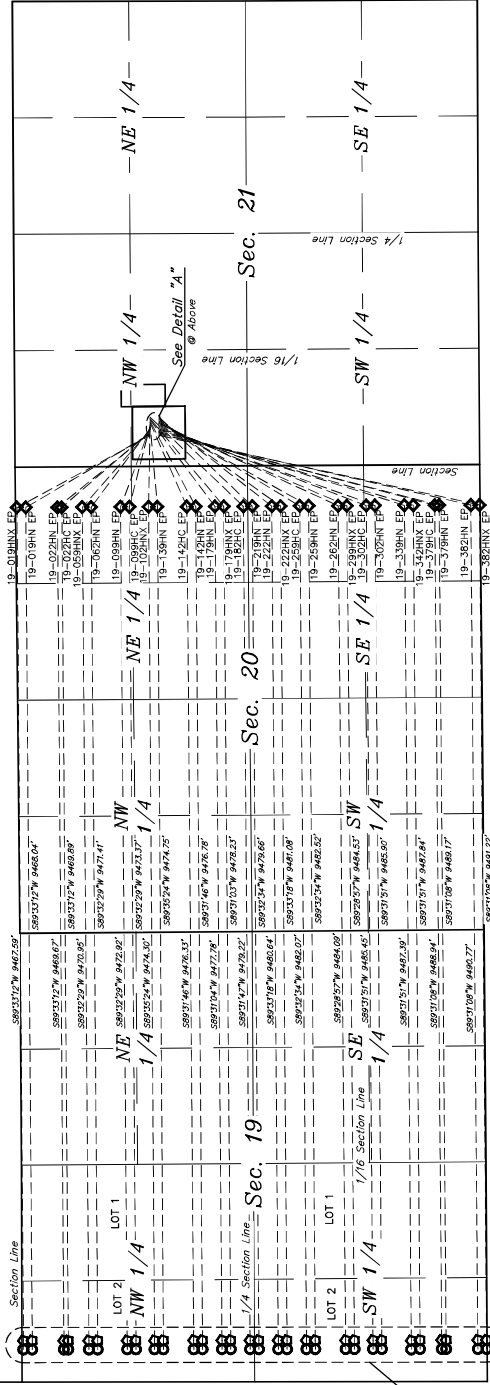 Section Line
LOT 2
LOT 1
NW 1/4
NE
1/4
Sec. 19
1/4 Section Line
LOT 2
LOT 1
SW 1/4
1/16 Section Line
SE
1/4
S89°33'12"W 9467.59'
S89°33'12"W 9469.67'
S89°32'29"W 9470.95'
S89°32'29"W 9472.92'
S89°35'24"W 9474.30'
S89°31'46"W 9476.33'
S89°31'04"W 9477.78'
S89°31'47"W 9479.22'
S89°33'18"W 9480.64'
S89°32'34"W 9482.07'
S89°28'57"W 9484.09'
S89°31'51"W 9485.45'
S89°31'51"W 9487.39'
S89°31'08"W 9488.94'
S89°31'08"W 9490.77'
S89°33'12"W 9468.04'
S89°33'12"W 9469.89'
S89°32'29"W 9471.41'
S89°32'29"W 9473.37'
S89°35'24"W 9474.75'
S89°31'46"W 9476.78'
S89°31'03"W 9478.23'
S89°32'34"W 9479.66'
S89°33'18"W 9481.08'
S89°32'34"W 9482.52'
S89°28'57"W 9484.53'
S89°31'51"W 9485.90'
S89°31'51"W 9487.84'
S89°31'08"W 9489.17'
NW
1/4
NE 1/4
Sec. 20
SW
1/4
SE 1/4
19-019HNX EP
19-019HN EP
19-022HN EP
19-022HC EP
19-059HNX EP
19-062HN EP
19-099HN EP
19-099HC EP
19-102HNX EP
19-139HN EP
19-142HC EP
19-142HN EP
19-179HN EP
19-179HNX EP
19-182HC EP
19-219HN EP
19-222HN EP
19-222HNX EP
19-259HC EP
19-259HN EP
19-262HN EP
19-299HNX EP
19-302HC EP
19-302HN EP
19-339HN EP
19-342HNX EP
19-379HC EP
19-379HN EP
19-382HN EP
19-382HNX EP
Section Line
See Detail "A"
@ Above
NW 1/4
NE 1/4
1/16 Section Line
Sec. 21
1/4 Section Line
SW 1/4
SE 1/4